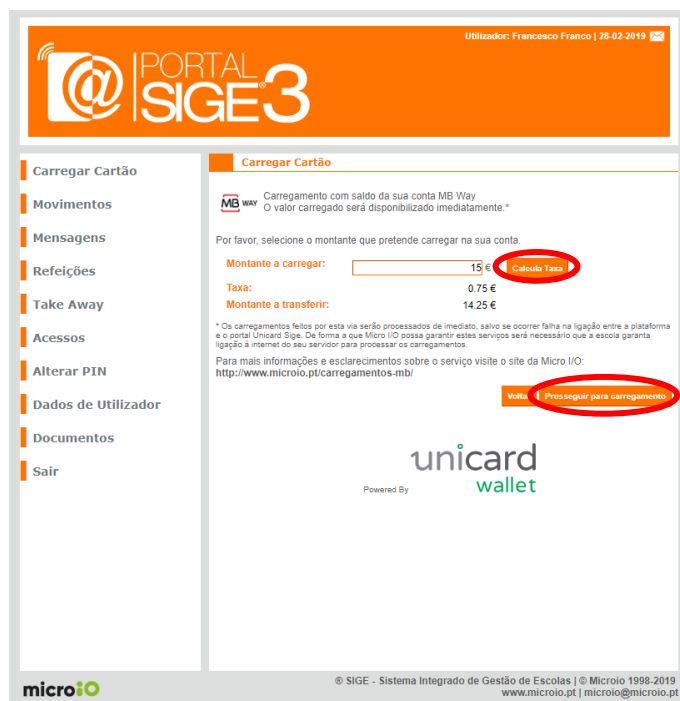 Utilizador: Francesco Franco | 28-02-2019
@ PORTAL
SIGE®3
Carregar Cartão
Movimentos
Mensagens
Refeições
Take Away
Acessos
Alterar PIN
Dados de Utilizador
Documentos
Sair
Carregar Cartão
MB WAY
Carregamento com saldo da sua conta MB Way
O valor carregado será disponibilizado imediatamente.*
Por favor, selecione o montante que pretende carregar na sua conta.
Montante a carregar: 15 € Calcula Taxa
Taxa: 0.75 €
Montante a transferir: 14.25 €
* Os carregamentos feitos por esta via serão processados de imediato, salvo se ocorrer falha na ligação entre a plataforma
e o portal Unicard Sige. De forma a que Micro I/O possa garantir estes serviços será necessário que a escola garanta
ligação à internet do seu servidor para processar os carregamentos.
Para mais informações e esclarecimentos sobre o serviço visite o site da Micro I/O:
http://www.microio.pt/carregamentos-mb/
Volta Prosseguir para carregamento
Powered By
unicard
wallet
microiO
® SIGE - Sistema Integrado de Gestão de Escolas | © Microio 1998-2019
www.microio.pt | microio@microio.pt